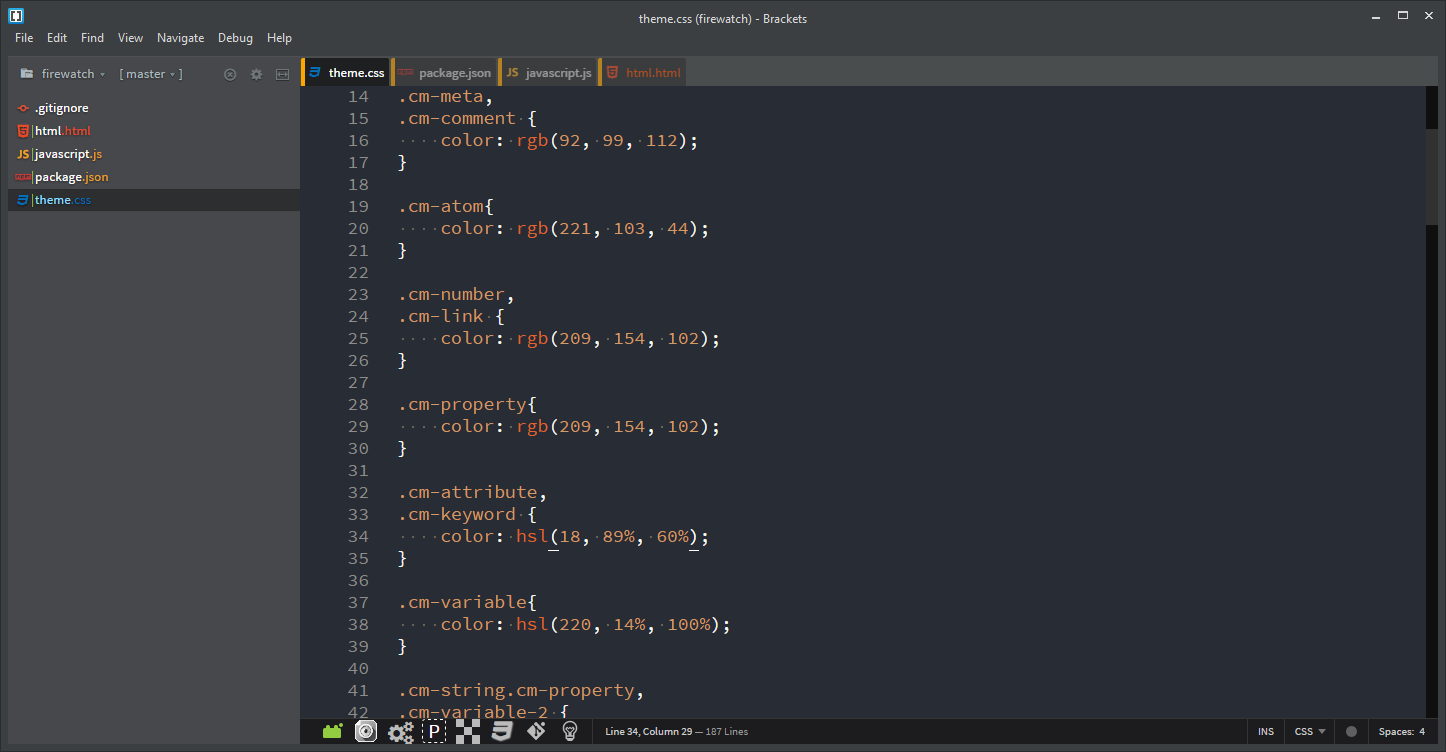 theme.css (firewatch) - Brackets
File Edit Find View Navigate Debug Help
firewatch [ master ]
theme.css package.json JS javascript.js html.html
.gitignore
html.html
JS javascript.js
package.json
theme.css
14 .cm-meta,
15 .cm-comment {
16 color: rgb(92, 99, 112);
17 }
18
19 .cm-atom{
20 color: rgb(221, 103, 44);
21 }
22
23 .cm-number,
24 .cm-link {
25 color: rgb(209, 154, 102);
26 }
27
28 .cm-property{
29 color: rgb(209, 154, 102);
30 }
31
32 .cm-attribute,
33 .cm-keyword {
34 color: hsl(18, 89%, 60%);
35 }
36
37 .cm-variable{
38 color: hsl(220, 14%, 100%);
39 }
40
41 .cm-string.cm-property,
42 .cm-variable-2 {
P Line 34, Column 29 — 187 Lines INS CSS Spaces: 4